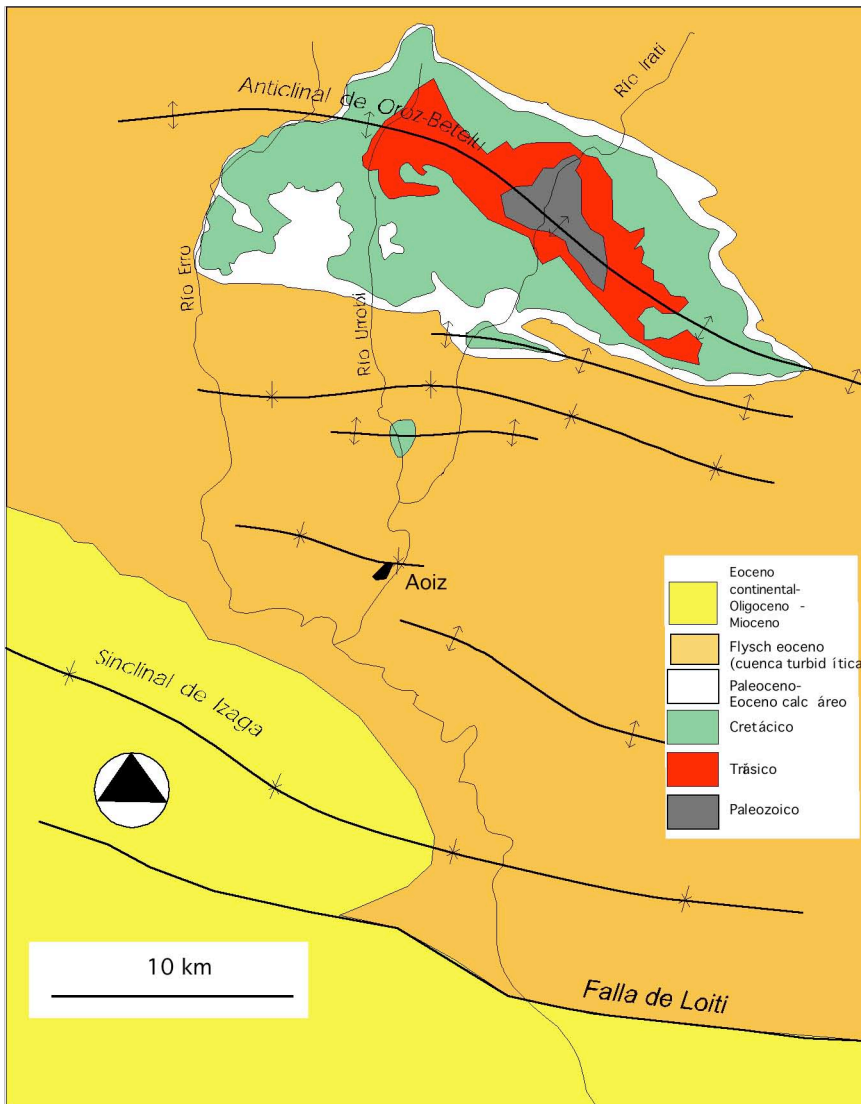 Anticlinal de Oroz-Betelu
Río Irati
Río Erro
Río Urrobi
Aoiz
Sinclinal de Izaga
Eoceno
continental-
Oligoceno -
Mioceno
Flysch eoceno
(cuenca turbid ítica
Paleoceno-
Eoceno calc áreo
Cretácico
Triásico
Paleozoico
10 km
Falla de Loiti